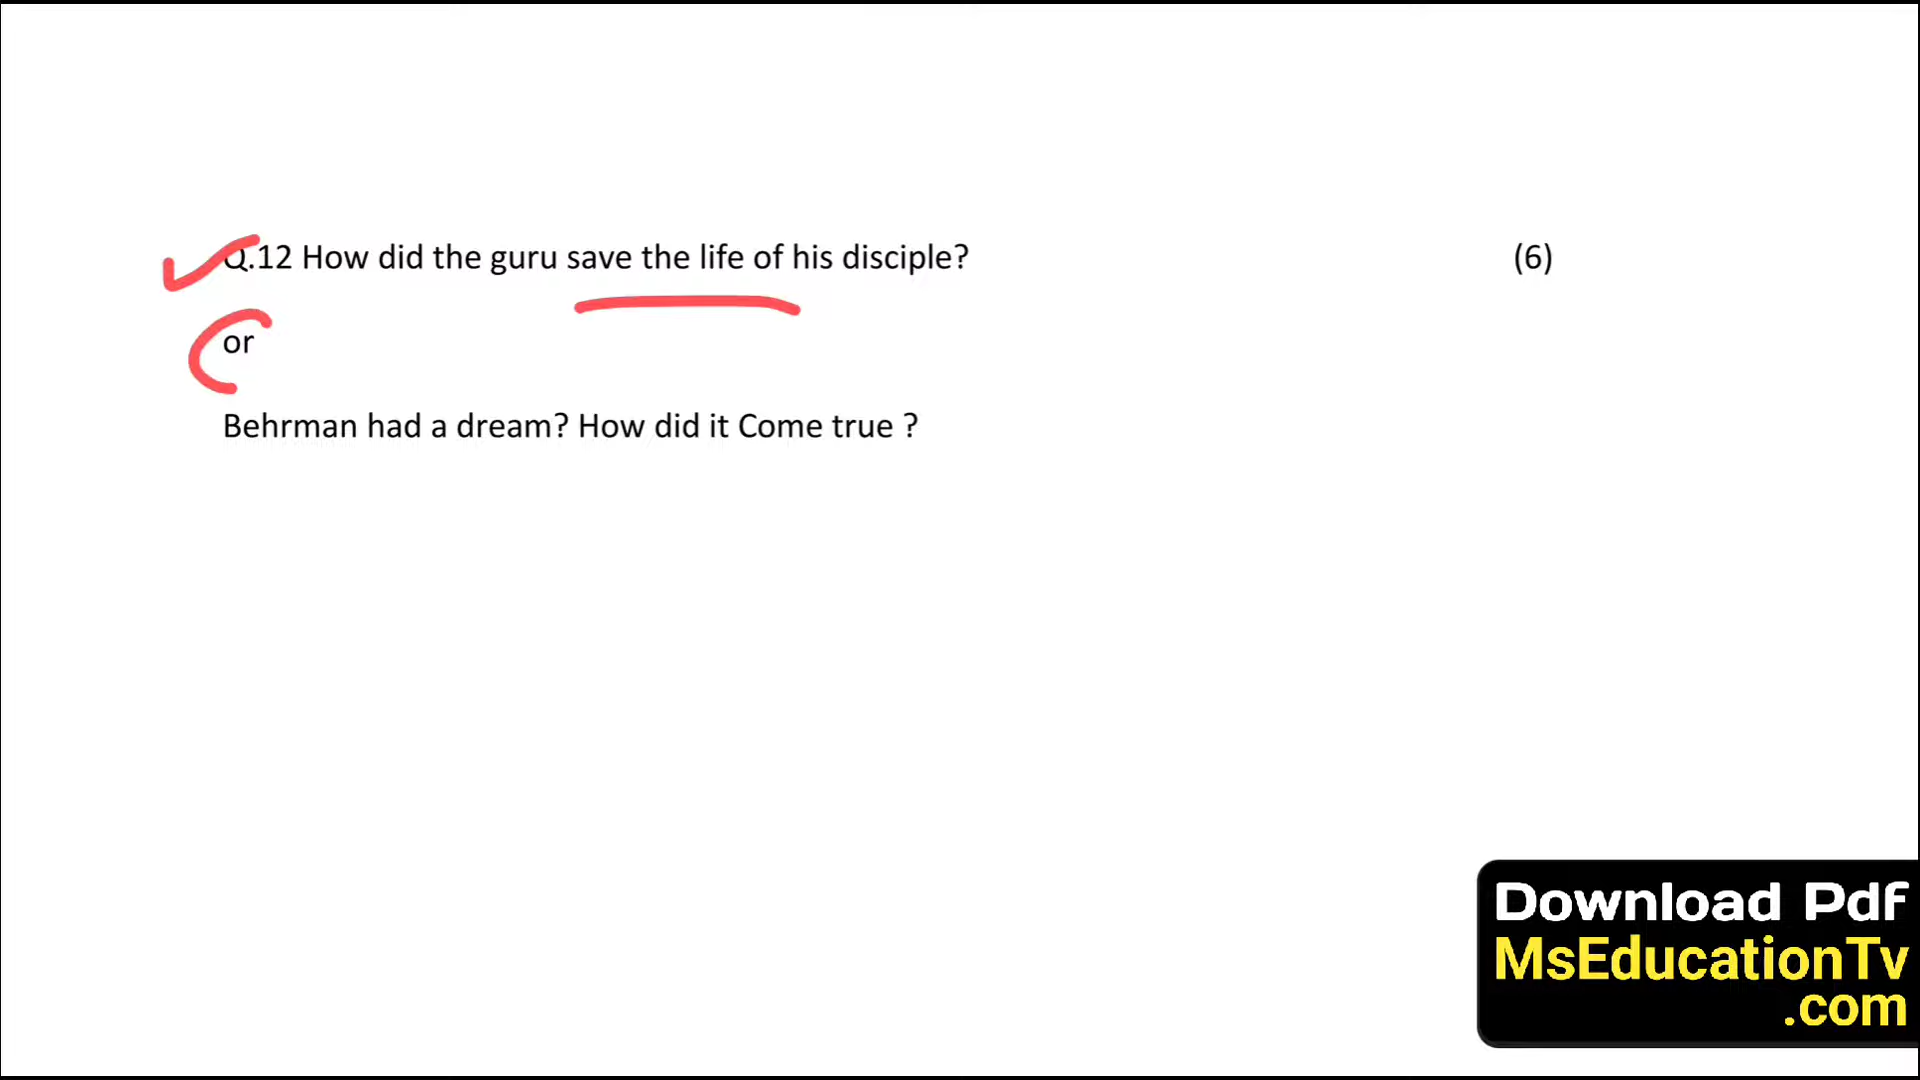 Q.12 How did the guru save the life of his disciple? (6)
or
Behrman had a dream? How did it Come true ?
Download Pdf
MsEducationTv
.com